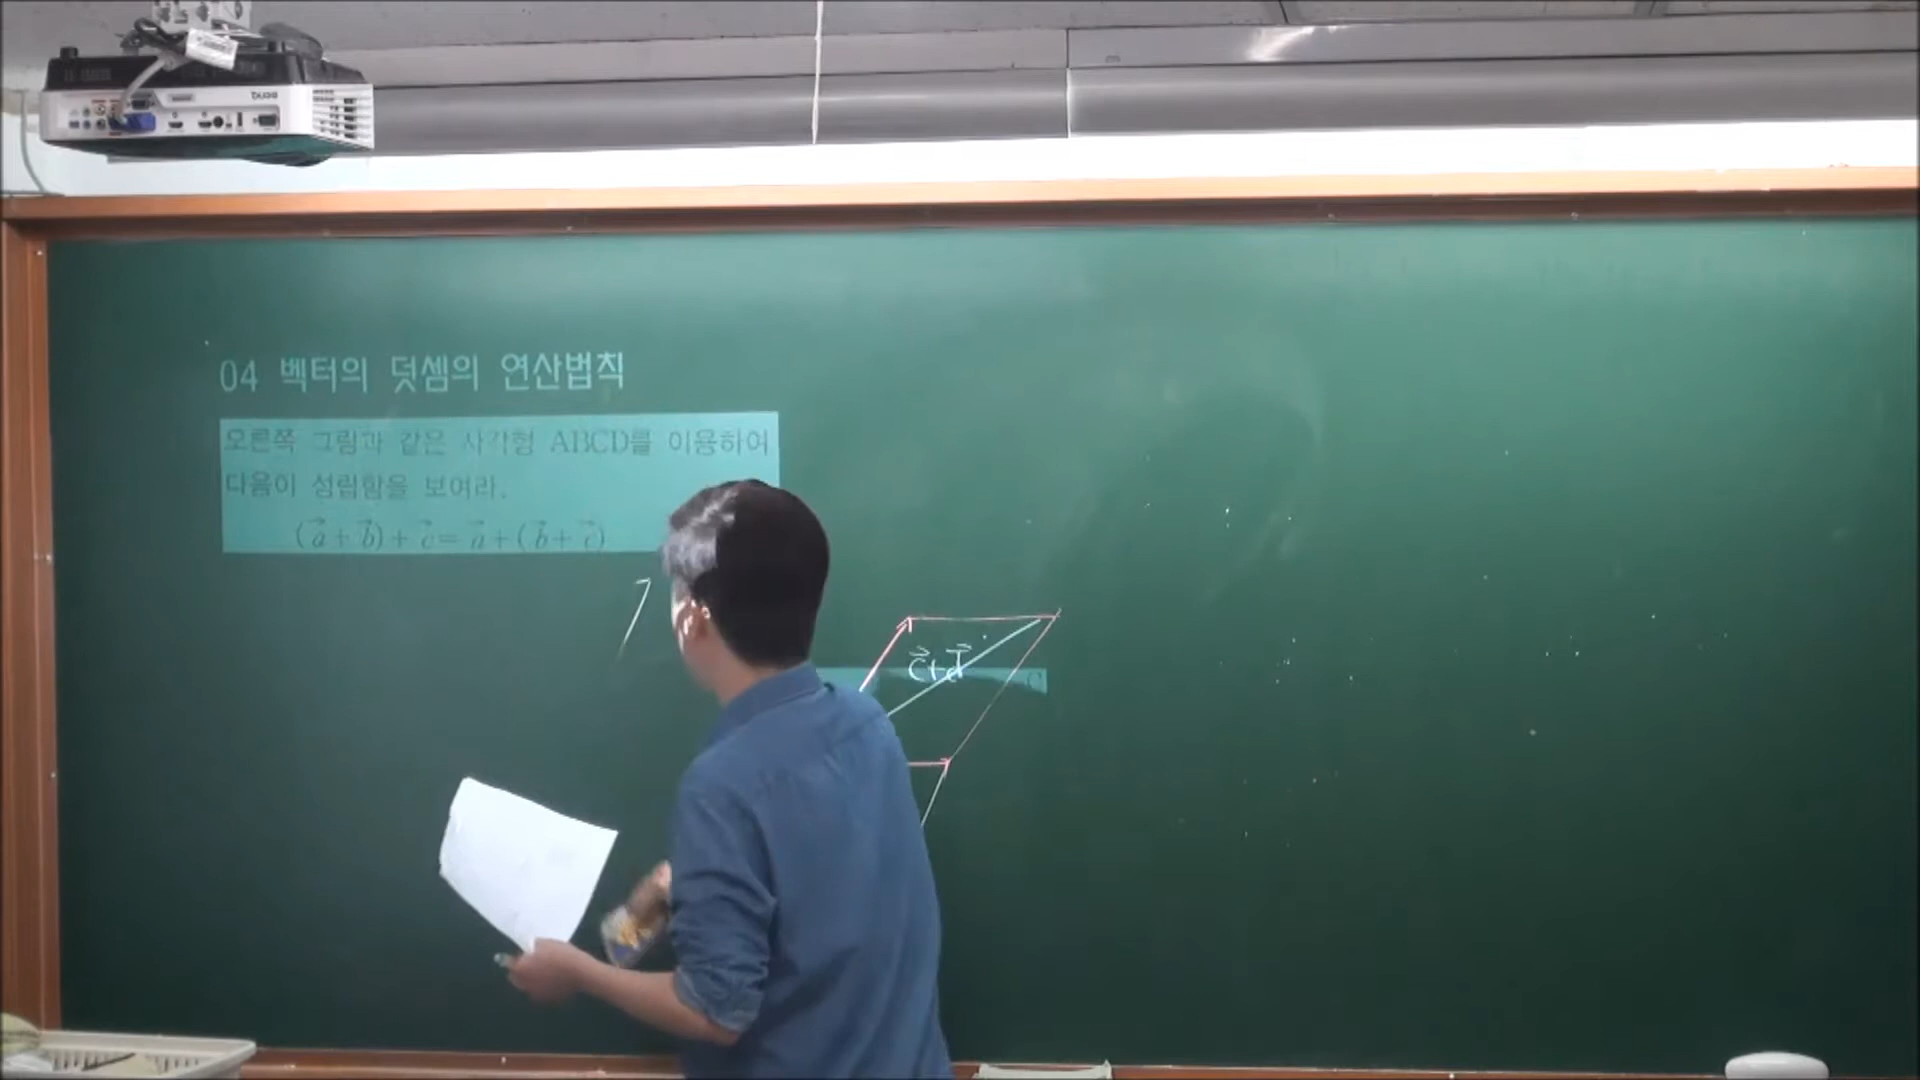 04 벡터의 덧셈의 연산법칙
오른쪽 그림과 같은 사각형 ABCD를 이용하여
다음이 성립함을 보여라.
(a⃗+b⃗)+c⃗=a⃗+(b⃗+c⃗)
c⃗+d⃗
C
BenQ